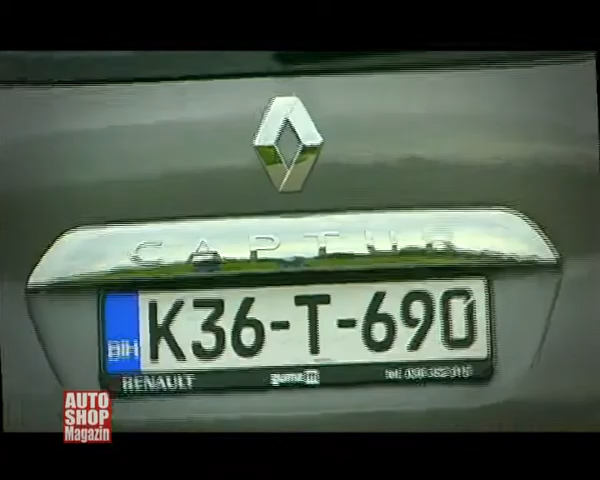 CAPTUR
BIH K36-T-690
RENAULT
AUTO
SHOP
Magazin